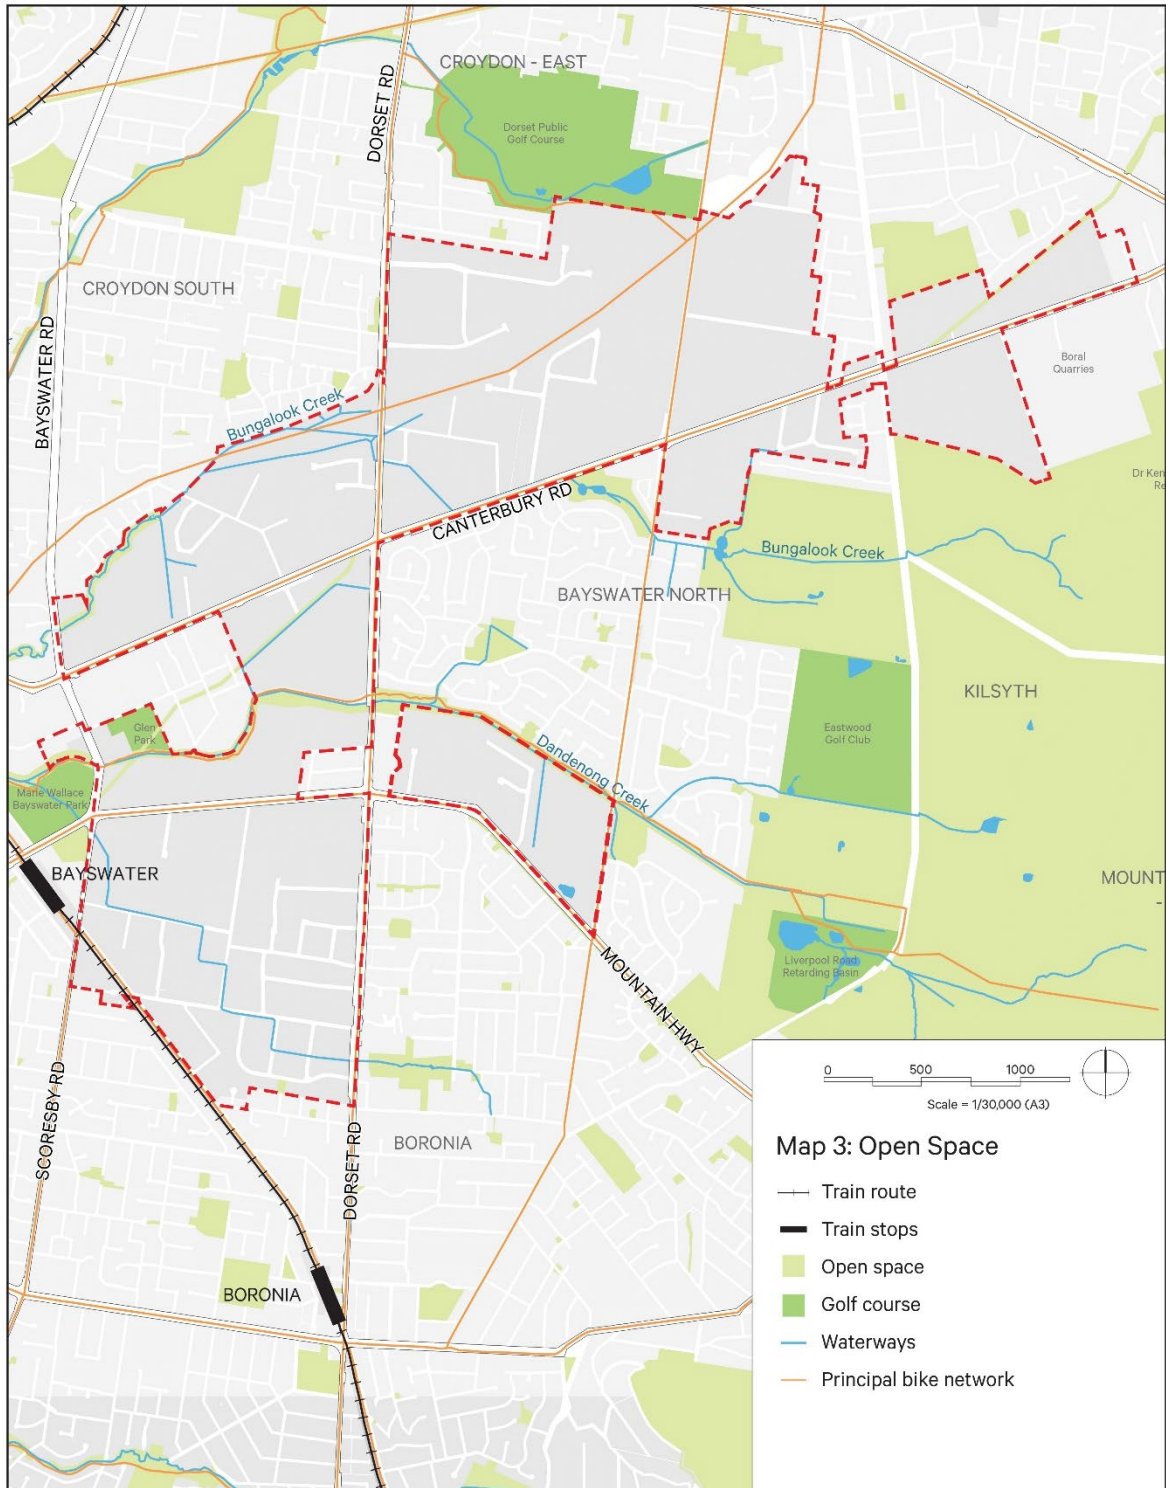 CROYDON - EAST
DORSET RD
Dorset Public
Golf Course
CROYDON SOUTH
BAYSWATER RD
Boral
Quarries
Bungalook Creek
CANTERBURY RD
Dr Ken
Re
Bungalook Creek
BAYSWATER NORTH
KILSYTH
Glen
Park
Eastwood
Golf Club
Dandenong Creek
Marie Wallace
Bayswater Park
BAYSWATER
MOUNT
-
Liverpool Road
Retarding Basin
MOUNTAIN HWY
SCORESBY RD
DORSET RD
BORONIA
BORONIA
0 500 1000
Scale = 1/30,000 (A3)
Map 3: Open Space
Train route
Train stops
Open space
Golf course
Waterways
Principal bike network